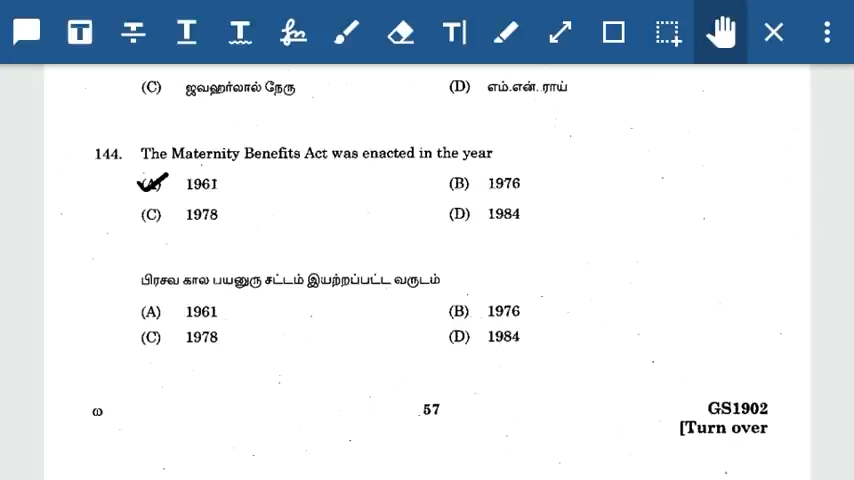 (C) ஜவஹர்லால் நேரு (D) எம்.என். ராய்
144. The Maternity Benefits Act was enacted in the year
(A) 1961 (B) 1976
(C) 1978 (D) 1984
பிரசவ கால பயனுரு சட்டம் இயற்றப்பட்ட வருடம்
(A) 1961 (B) 1976
(C) 1978 (D) 1984
ω 57 GS1902
[Turn over